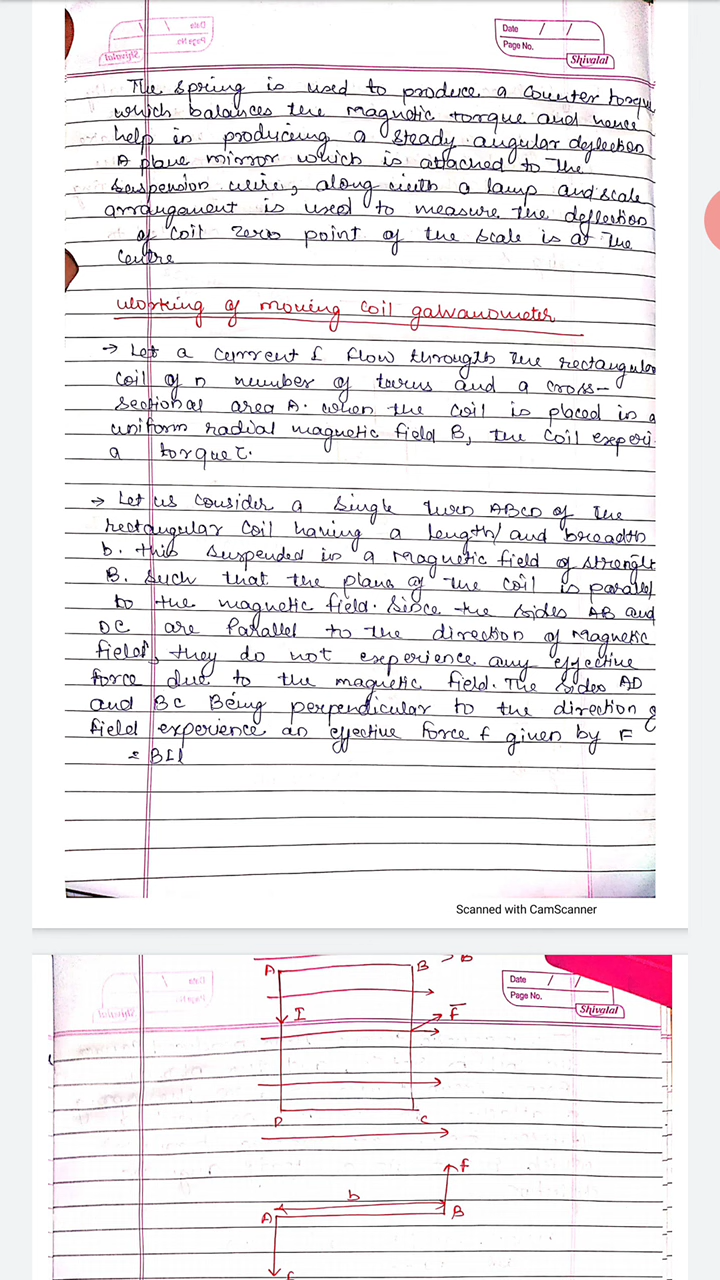 Date / /
Page No.
Shivalal
The spring is used to produce a counter torque
which balances the magnetic torque and hence
help in producing a steady angular deflection
A plane mirror which is attached to the
suspension wire, along with a lamp and scale
arrangament is used to measure the deflection
of coil zero point of the scale is at the
centre
Working of moving coil galvanometer
→ Let a current I flow through the rectangular
coil of n number of turns and a cross-
sectional area A. when the coil is placed in a
uniform radial magnetic field B, the coil experi
a torque τ.
→ Let us consider a single turn ABCD of the
rectangular coil having a length l and breadth
b. this suspended in a magnetic field of strength
B. such that the plane of the coil is parallel
to the magnetic field. Since the sides AB and
DC are parallel to the direction of magnetic
field, they do not experience any effective
force due to the magnetic field. The sides AD
and BC Being perpendicular to the direction of
field experience an effective force f given by F
= BIl
Scanned with CamScanner
A B B
Date / /
Page No.
Shivalal
I F
D C
f
b
A B
f